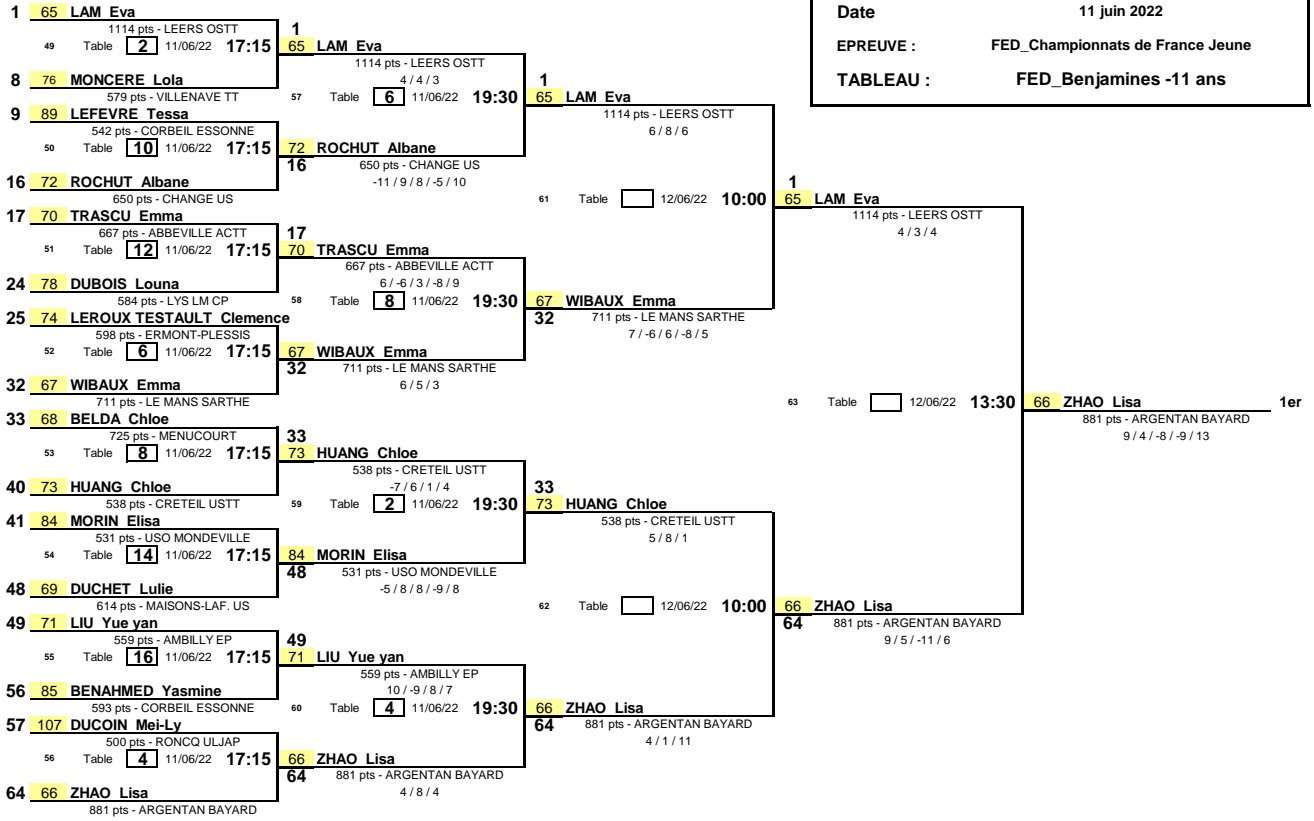 Date 11 juin 2022
EPREUVE : FED_Championnats de France Jeune
TABLEAU : FED_Benjamines -11 ans
1 65 LAM Eva
1114 pts - LEERS OSTT
49 Table 2 11/06/22 17:15
8 76 MONCERE Lola
579 pts - VILLENAVE TT
9 89 LEFEVRE Tessa
542 pts - CORBEIL ESSONNE
50 Table 10 11/06/22 17:15
16 72 ROCHUT Albane
650 pts - CHANGE US
17 70 TRASCU Emma
667 pts - ABBEVILLE ACTT
51 Table 12 11/06/22 17:15
24 78 DUBOIS Louna
584 pts - LYS LM CP
25 74 LEROUX TESTAULT Clemence
598 pts - ERMONT-PLESSIS
52 Table 6 11/06/22 17:15
32 67 WIBAUX Emma
711 pts - LE MANS SARTHE
33 68 BELDA Chloe
725 pts - MENUCOURT
53 Table 8 11/06/22 17:15
40 73 HUANG Chloe
538 pts - CRETEIL USTT
41 84 MORIN Elisa
531 pts - USO MONDEVILLE
54 Table 14 11/06/22 17:15
48 69 DUCHET Lulie
614 pts - MAISONS-LAF. US
49 71 LIU Yue yan
559 pts - AMBILLY EP
55 Table 16 11/06/22 17:15
56 85 BENAHMED Yasmine
593 pts - CORBEIL ESSONNE
57 107 DUCOIN Mei-Ly
500 pts - RONCQ ULJAP
56 Table 4 11/06/22 17:15
64 66 ZHAO Lisa
881 pts - ARGENTAN BAYARD
1
65 LAM Eva
1114 pts - LEERS OSTT
4 / 4 / 3
57 Table 6 11/06/22 19:30
72 ROCHUT Albane
16 650 pts - CHANGE US
-11 / 9 / 8 / -5 / 10
17
70 TRASCU Emma
667 pts - ABBEVILLE ACTT
6 / -6 / 3 / -8 / 9
58 Table 8 11/06/22 19:30
67 WIBAUX Emma
32 711 pts - LE MANS SARTHE
6 / 5 / 3
33
73 HUANG Chloe
538 pts - CRETEIL USTT
-7 / 6 / 1 / 4
59 Table 2 11/06/22 19:30
84 MORIN Elisa
48 531 pts - USO MONDEVILLE
-5 / 8 / 8 / -9 / 8
49
71 LIU Yue yan
559 pts - AMBILLY EP
10 / -9 / 8 / 7
60 Table 4 11/06/22 19:30
66 ZHAO Lisa
64 881 pts - ARGENTAN BAYARD
4 / 8 / 4
1
65 LAM Eva
1114 pts - LEERS OSTT
6 / 8 / 6
61 Table 12/06/22 10:00
67 WIBAUX Emma
32 711 pts - LE MANS SARTHE
7 / -6 / 6 / -8 / 5
33
73 HUANG Chloe
538 pts - CRETEIL USTT
5 / 8 / 1
62 Table 12/06/22 10:00
66 ZHAO Lisa
64 881 pts - ARGENTAN BAYARD
4 / 1 / 11
1
65 LAM Eva
1114 pts - LEERS OSTT
4 / 3 / 4
63 Table 12/06/22 13:30
66 ZHAO Lisa
64 881 pts - ARGENTAN BAYARD
9 / 5 / -11 / 6
66 ZHAO Lisa 1er
881 pts - ARGENTAN BAYARD
9 / 4 / -8 / -9 / 13